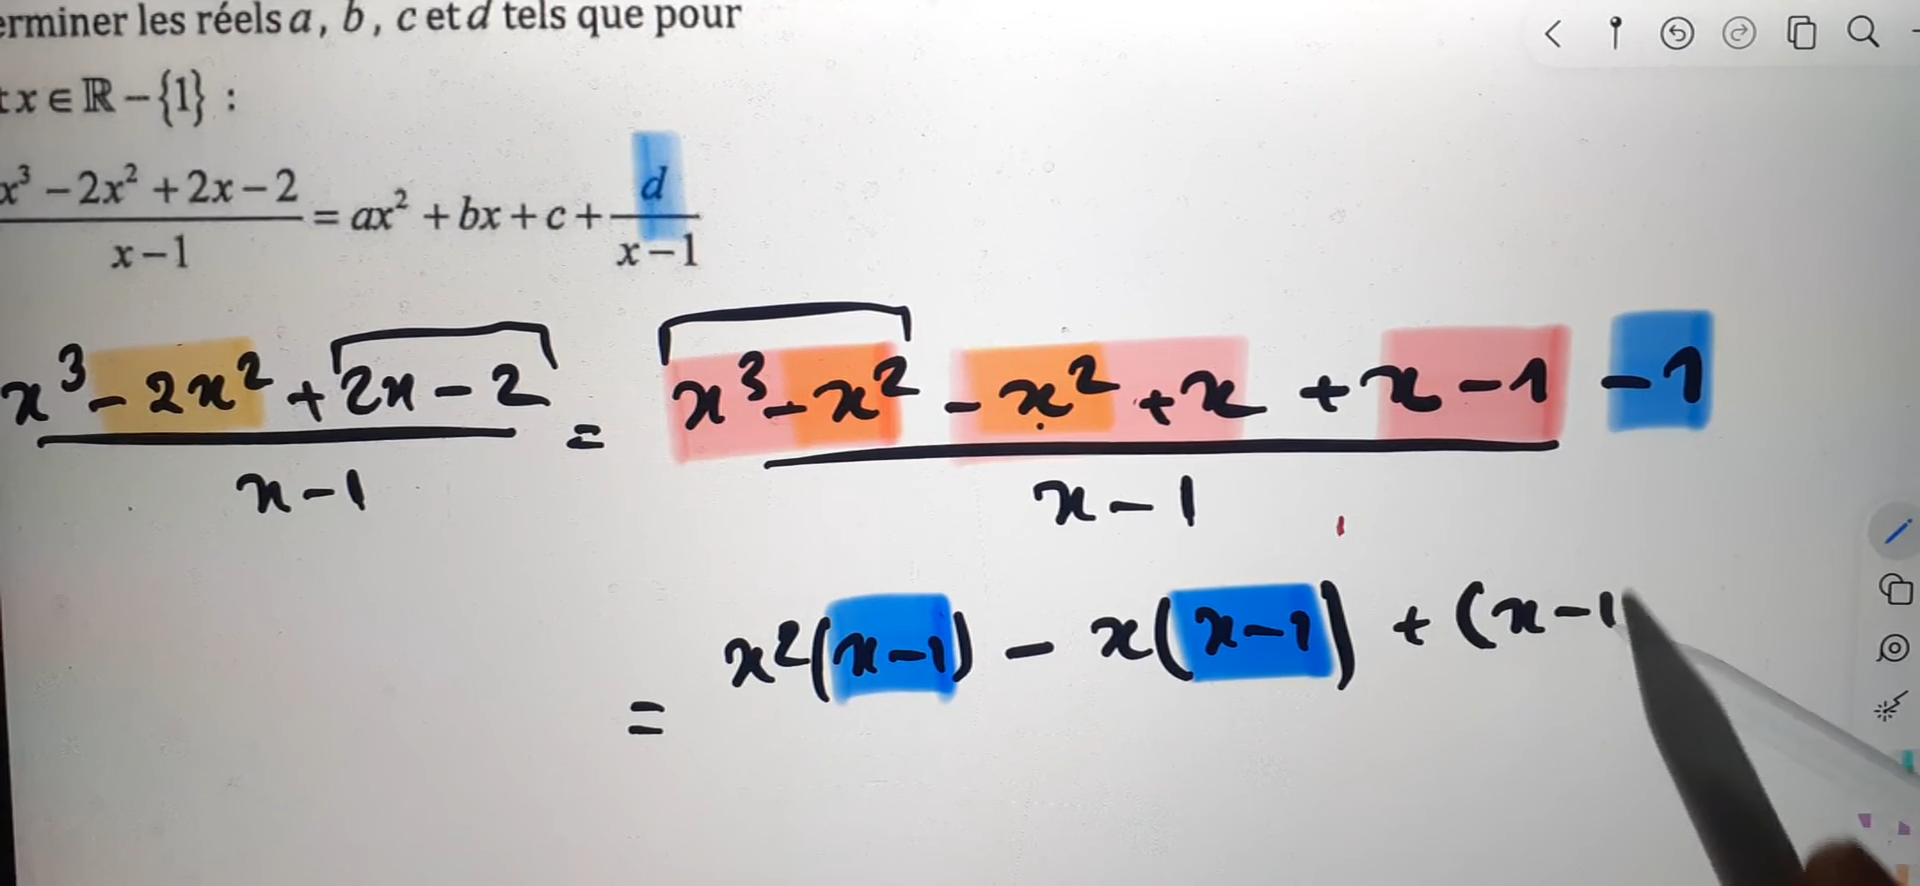 les réels a, b, c et d tels que pour
x ∈ ℝ − {1} :
x³ − 2x² + 2x − 2 / x − 1 = ax² + bx + c + d / x − 1
x³ - 2x² + 2x - 2 / x - 1 = x³ - x² - x² + x + x - 1 - 1 / x - 1
= x²(x-1) - x(x-1) + (x-1